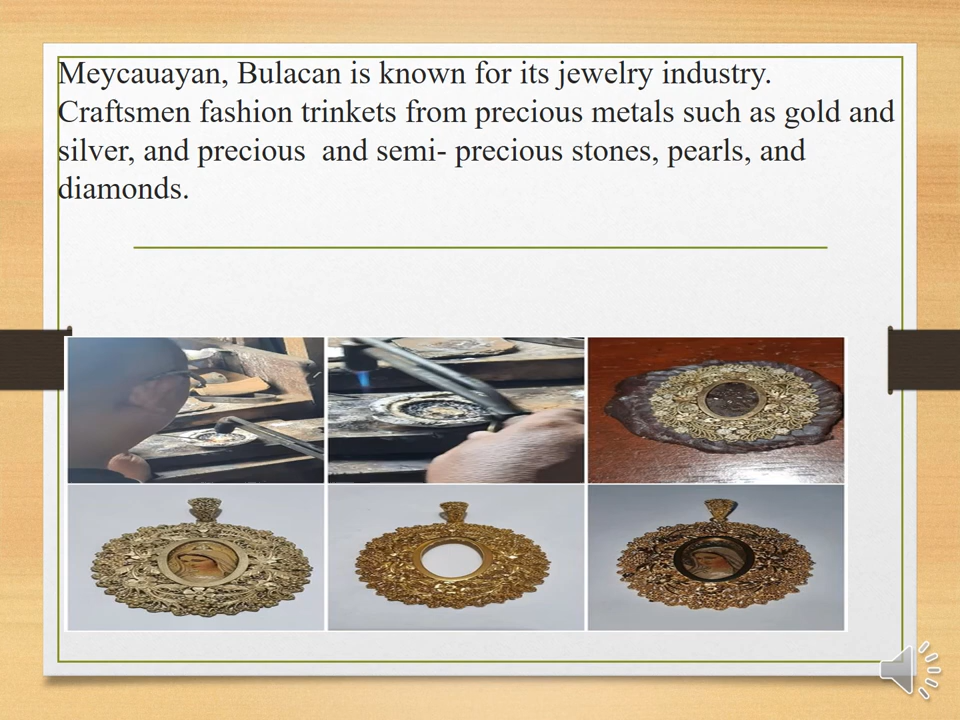 Meycauayan, Bulacan is known for its jewelry industry.
Craftsmen fashion trinkets from precious metals such as gold and
silver, and precious  and semi- precious stones, pearls, and
diamonds.